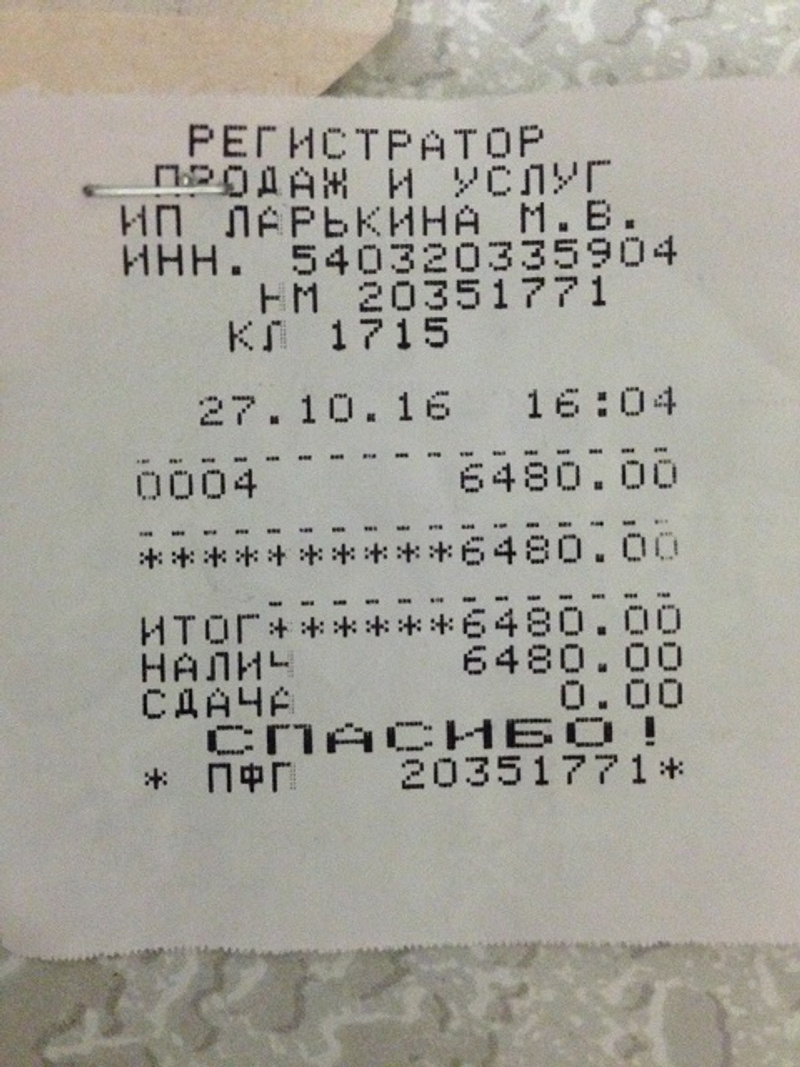 РЕГИСТРАТОР
ПРОДАЖ И УСЛУГ
ИП ЛАРЬКИНА М.В.
ИНН. 540320335904
НМ 20351771
КЛ 1715
27.10.16 16:04
0004 6480.00
**********6480.00
ИТОГ******6480.00
НАЛИЧ 6480.00
СДАЧА 0.00
СПАСИБО!
* ПФП 20351771*